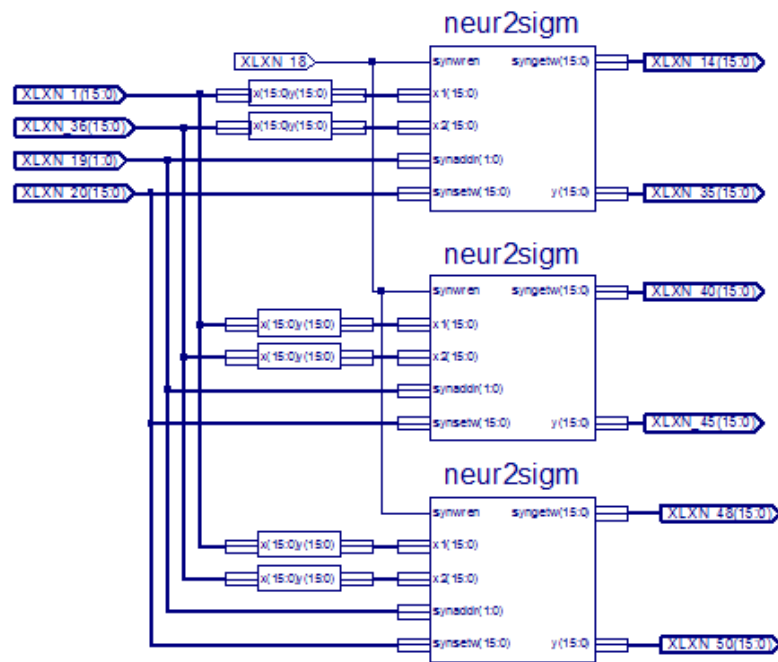 neur2sigm
XLXN_18
synwren
syngetw(15:0)
XLXN_14(15:0)
XLXN_1(15:0)
x(15:0)y(15:0)
x1(15:0)
XLXN_36(15:0)
x(15:0)y(15:0)
x2(15:0)
XLXN_19(1:0)
synaddr(1:0)
XLXN_20(15:0)
synsetw(15:0)
y(15:0)
XLXN_35(15:0)
neur2sigm
synwren
syngetw(15:0)
XLXN_40(15:0)
x(15:0)y(15:0)
x1(15:0)
x(15:0)y(15:0)
x2(15:0)
synaddr(1:0)
synsetw(15:0)
y(15:0)
XLXN_45(15:0)
neur2sigm
synwren
syngetw(15:0)
XLXN_48(15:0)
x(15:0)y(15:0)
x1(15:0)
x(15:0)y(15:0)
x2(15:0)
synaddr(1:0)
synsetw(15:0)
y(15:0)
XLXN_50(15:0)